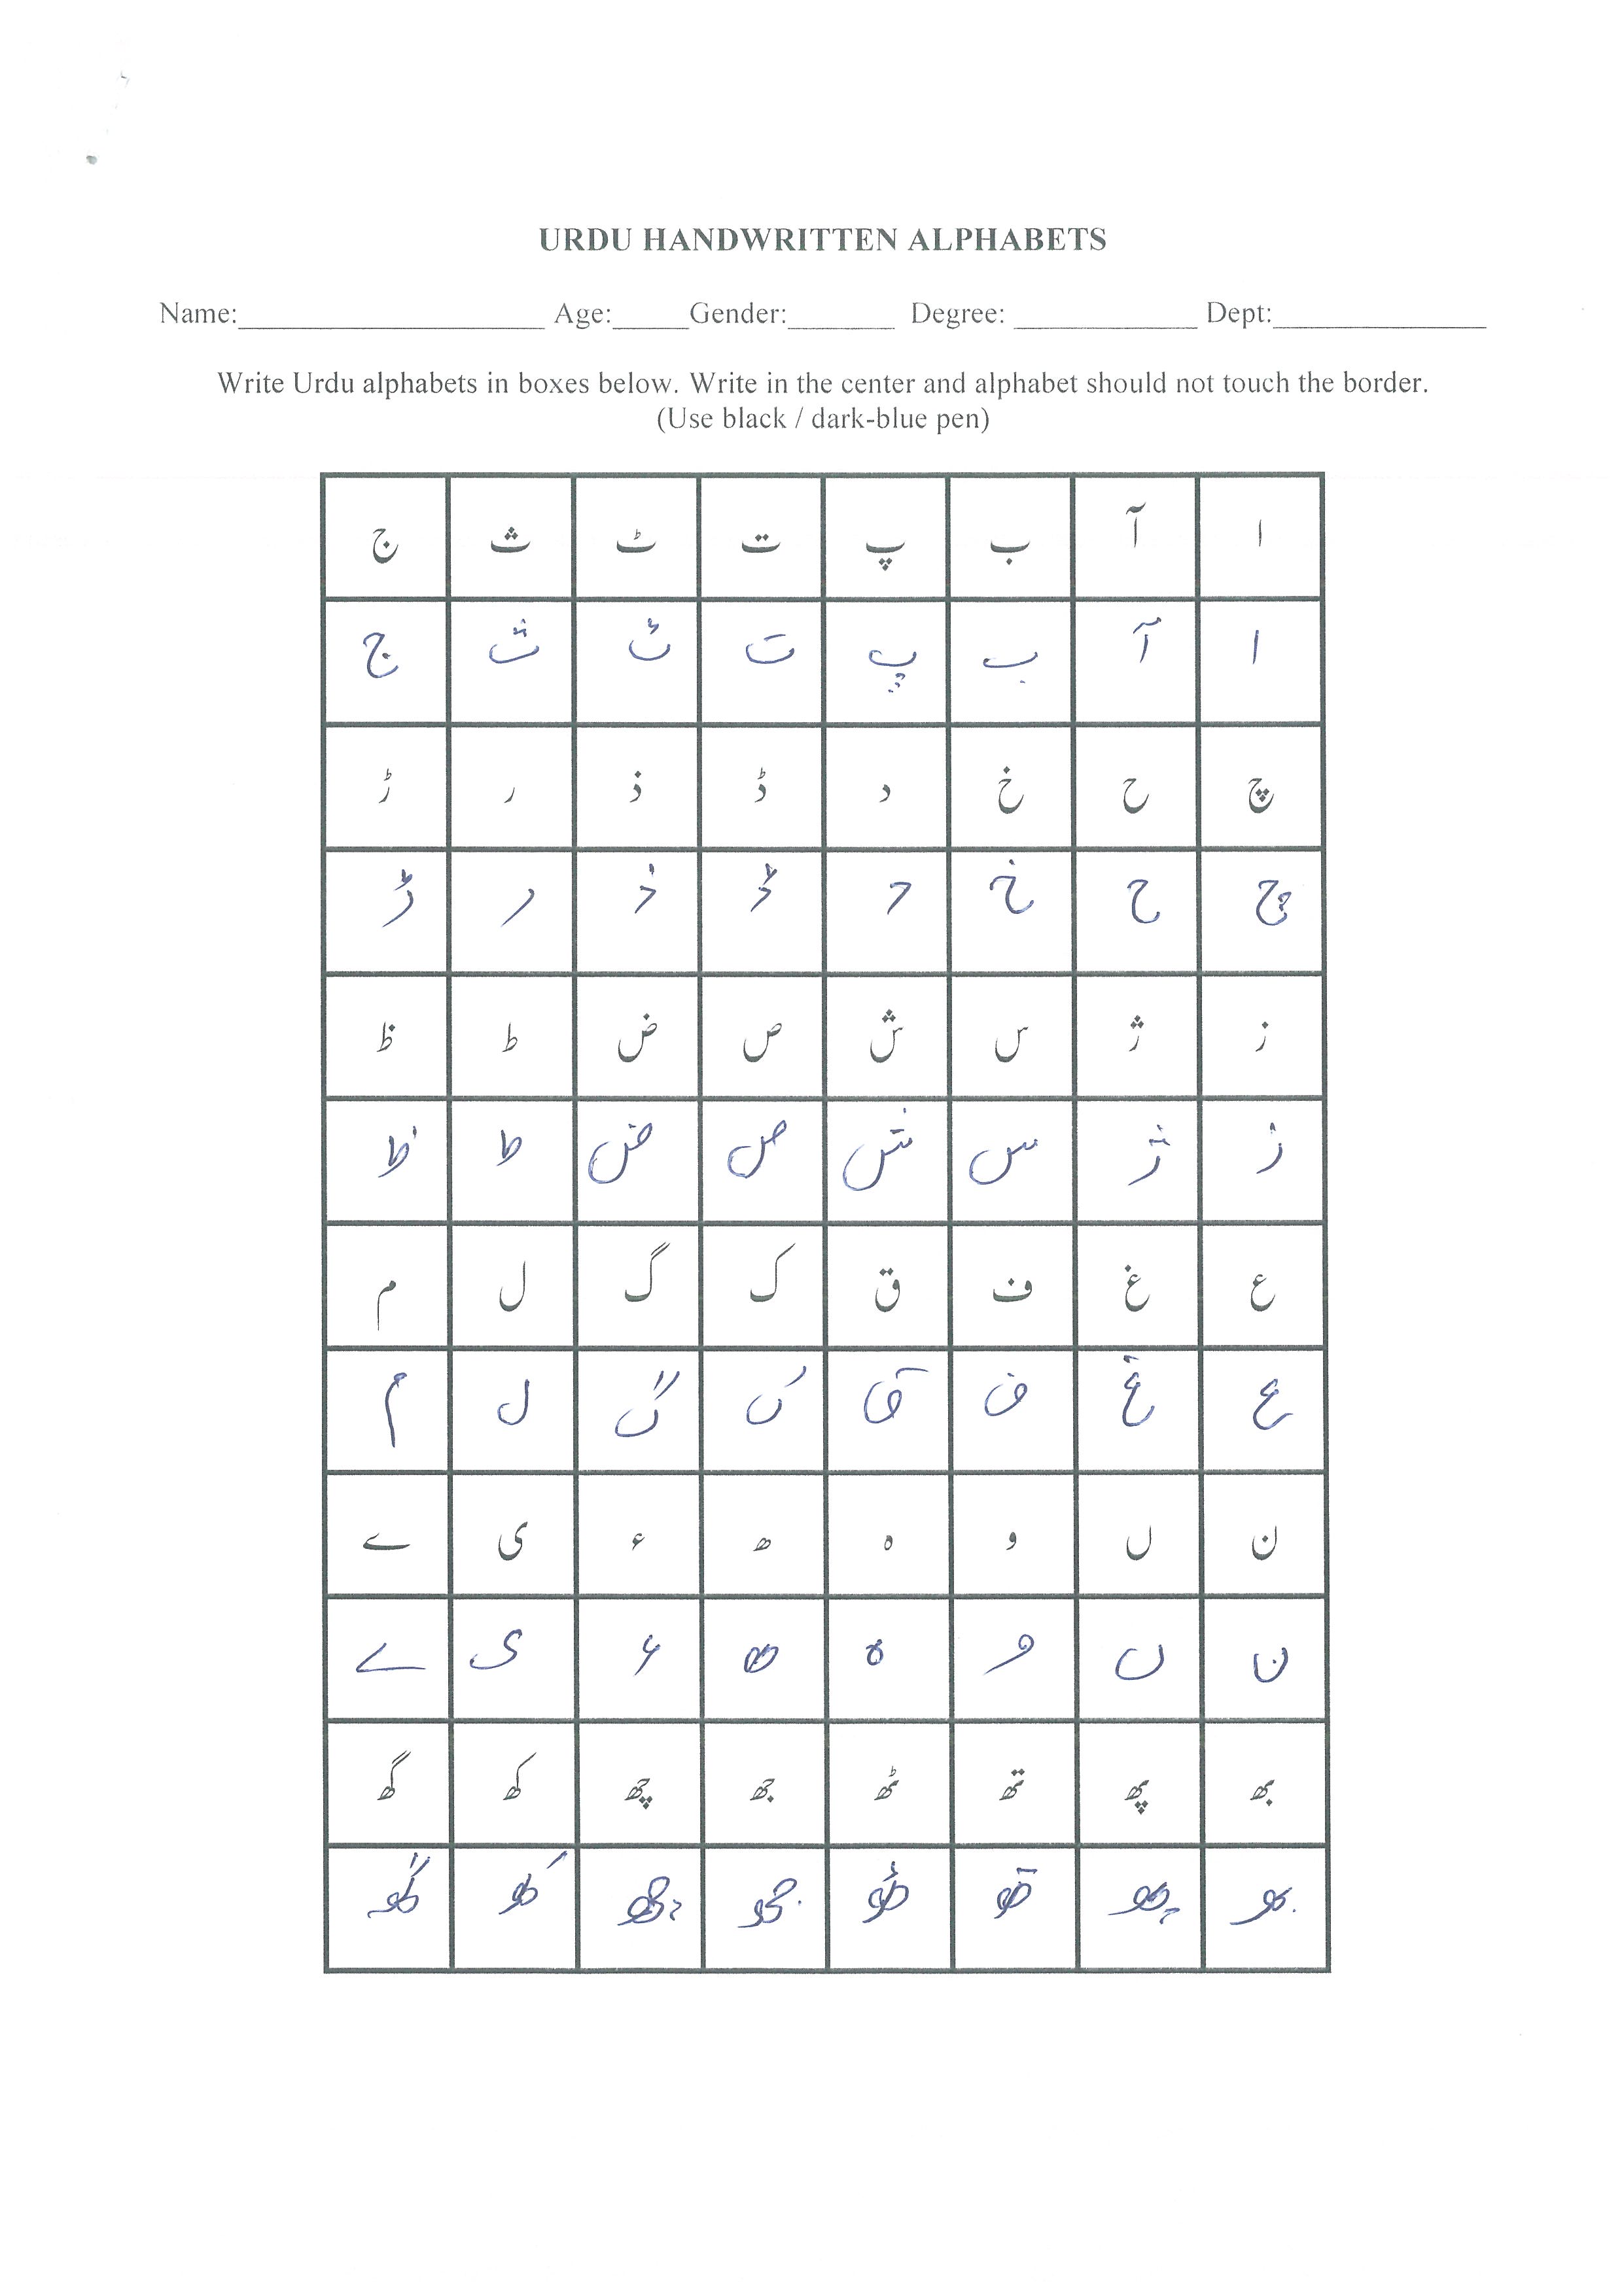 URDU HANDWRITTEN ALPHABETS
Name:____________________ Age:_____Gender:_______ Degree: ____________ Dept:______________
Write Urdu alphabets in boxes below. Write in the center and alphabet should not touch the border.
(Use black / dark-blue pen)
ا آ ب پ ت ٹ ث ج
ا آ ب پ ت ٹ ث ج
چ ح خ د ڈ ذ ر ڑ
چ ح خ د ڈ ذ ر ڑ
ز ژ س ش ص ض ط ظ
ز ژ س ش ص ض ط ظ
ع غ ف ق ک گ ل م
ع غ ف ق ک گ ل م
ن ں و ہ ھ ء ی ے
ن ں و ہ ھ ء ی ے
بھ پھ تھ ٹھ جھ چھ کھ گھ
بھ پھ تھ ٹھ جھ چھ کھ گھ